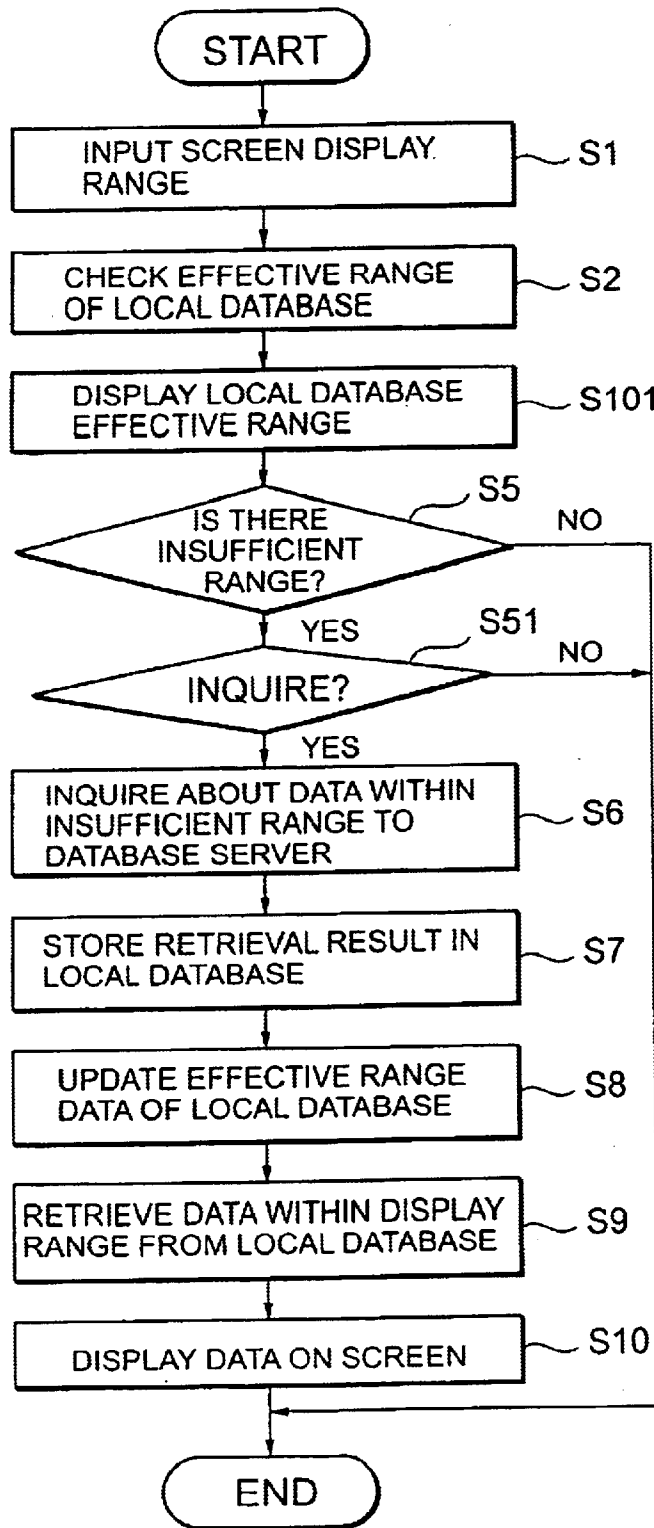 START
INPUT SCREEN DISPLAY
RANGE
S1
CHECK EFFECTIVE RANGE
OF LOCAL DATABASE
S2
DISPLAY LOCAL DATABASE
EFFECTIVE RANGE
S101
IS THERE
INSUFFICIENT
RANGE?
S5
NO
YES
INQUIRE?
S51
NO
YES
INQUIRE ABOUT DATA WITHIN
INSUFFICIENT RANGE TO
DATABASE SERVER
S6
STORE RETRIEVAL RESULT IN
LOCAL DATABASE
S7
UPDATE EFFECTIVE RANGE
DATA OF LOCAL DATABASE
S8
RETRIEVE DATA WITHIN DISPLAY
RANGE FROM LOCAL DATABASE
S9
DISPLAY DATA ON SCREEN
S10
END